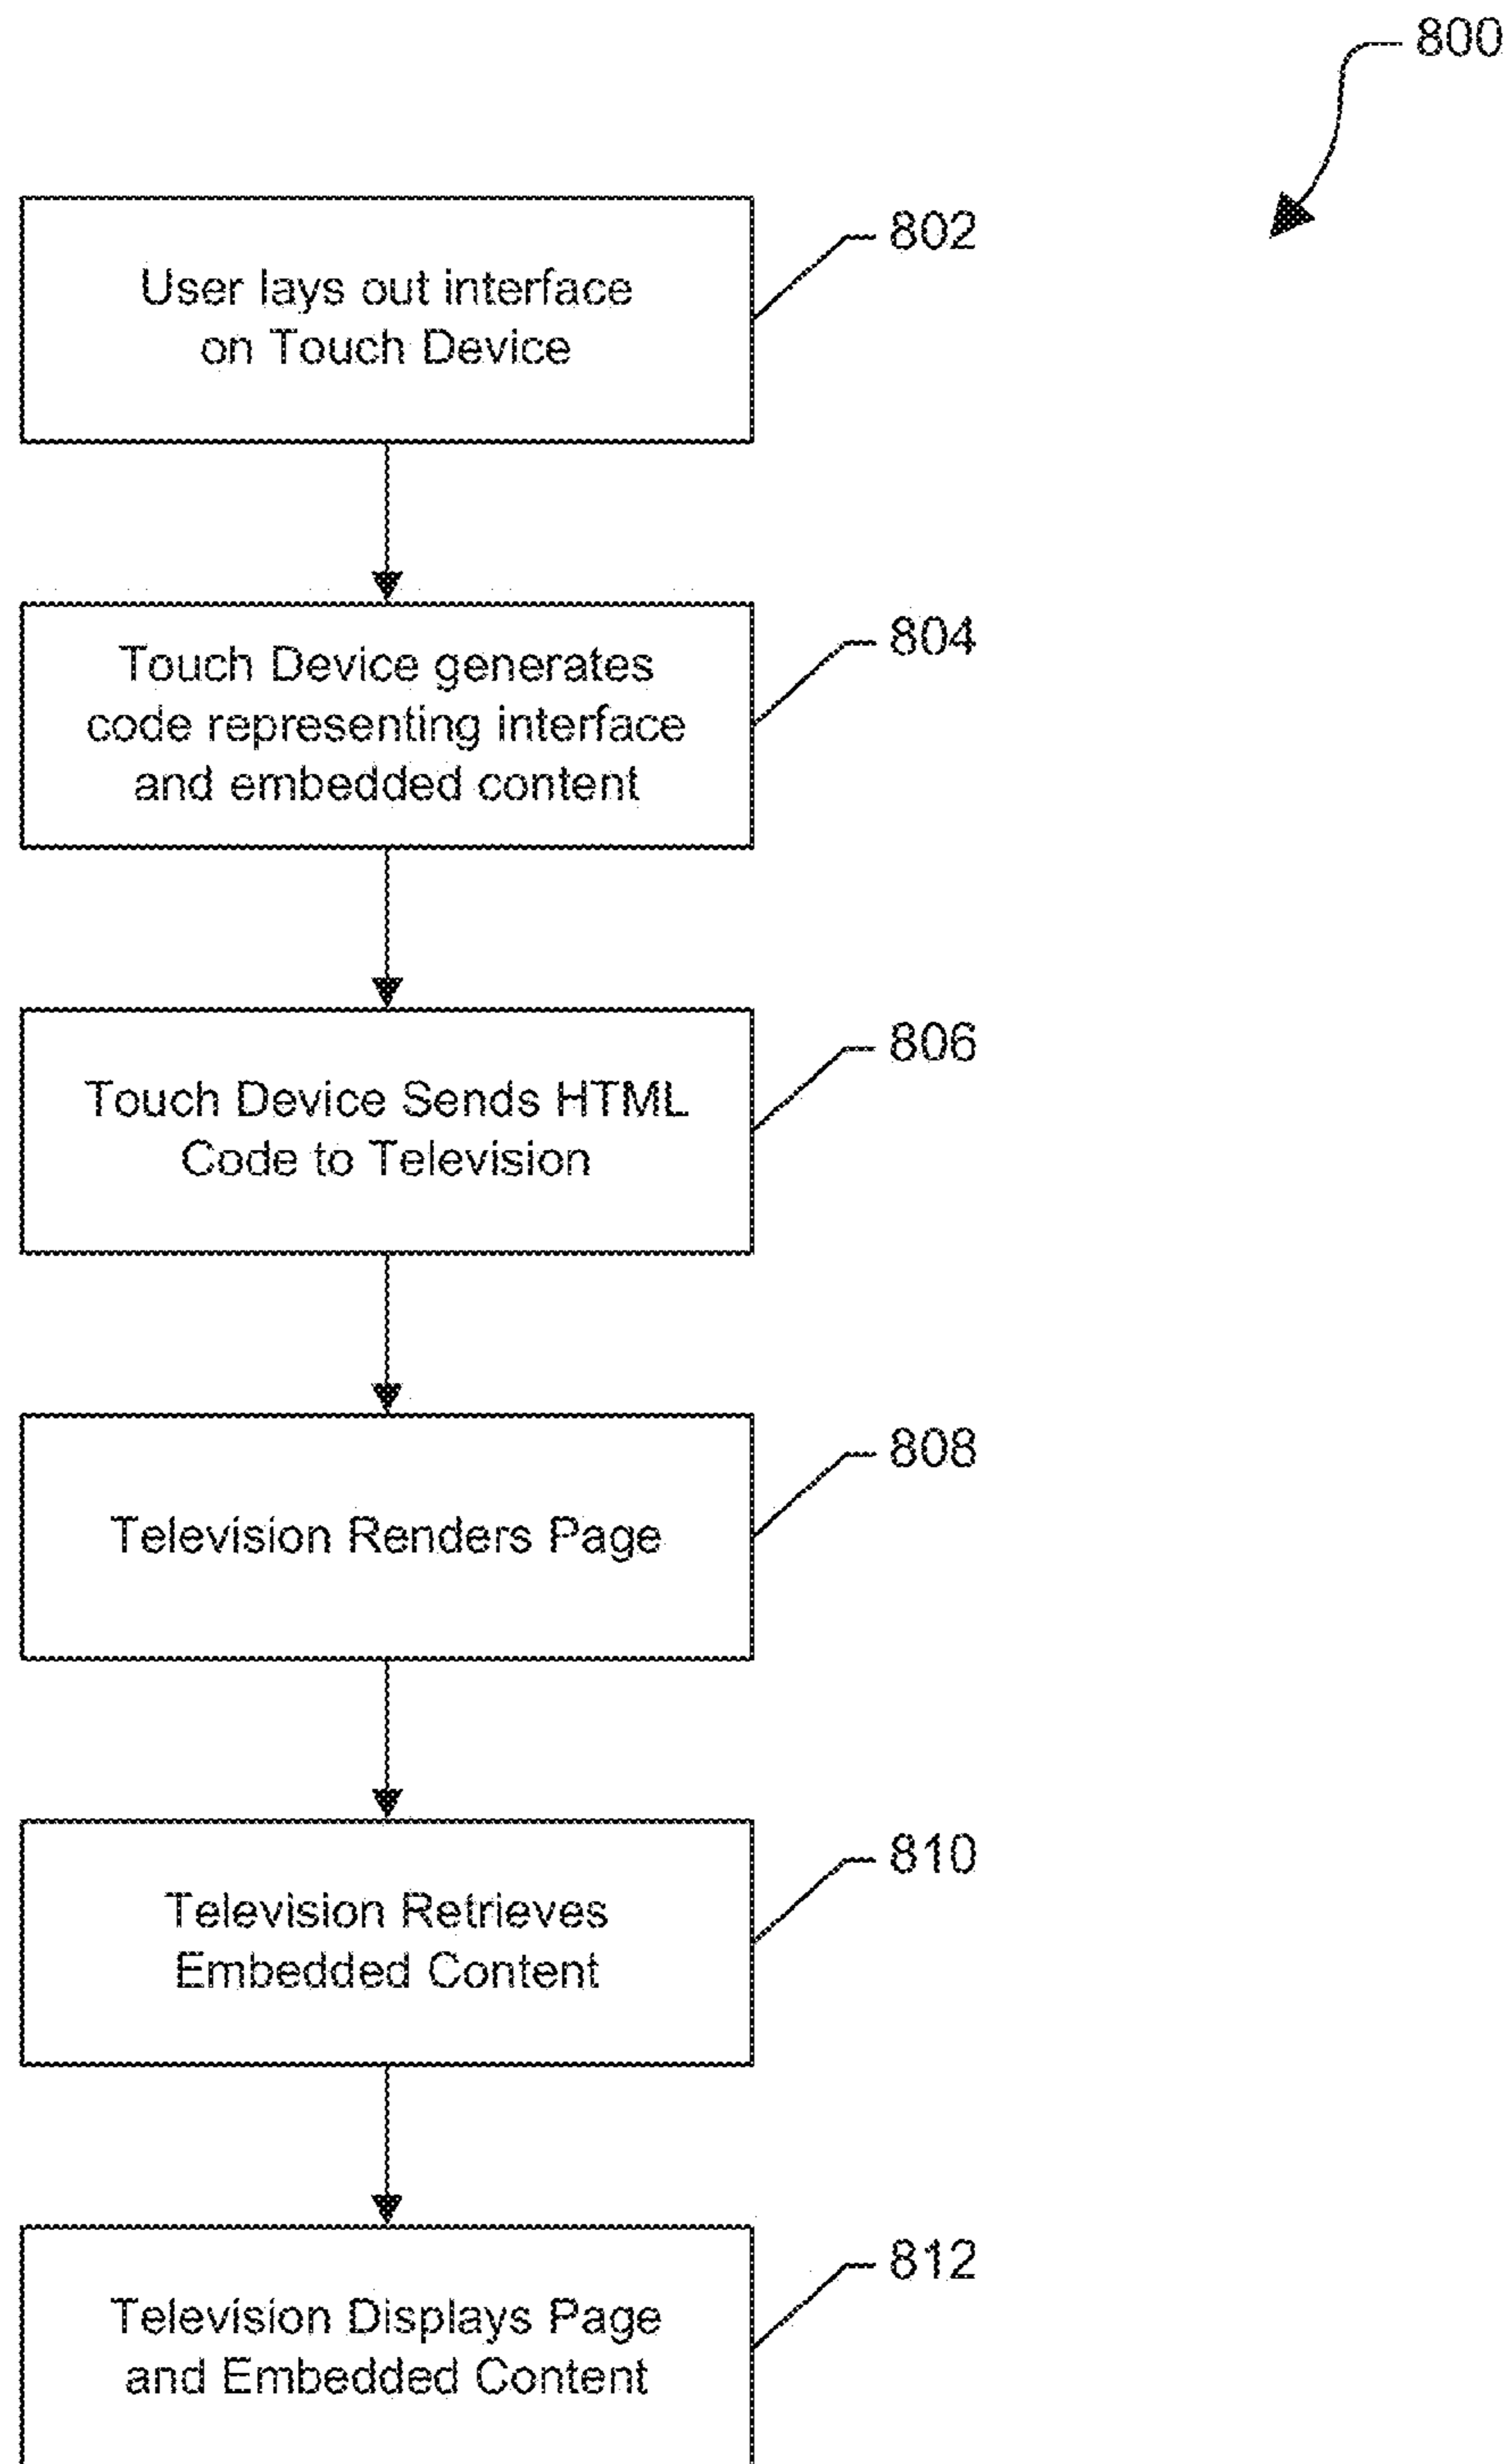 800
802
User lays out interface
on Touch Device
804
Touch Device generates
code representing interface
and embedded content
806
Touch Device Sends HTML
Code to Television
808
Television Renders Page
810
Television Retrieves
Embedded Content
812
Television Displays Page
and Embedded Content